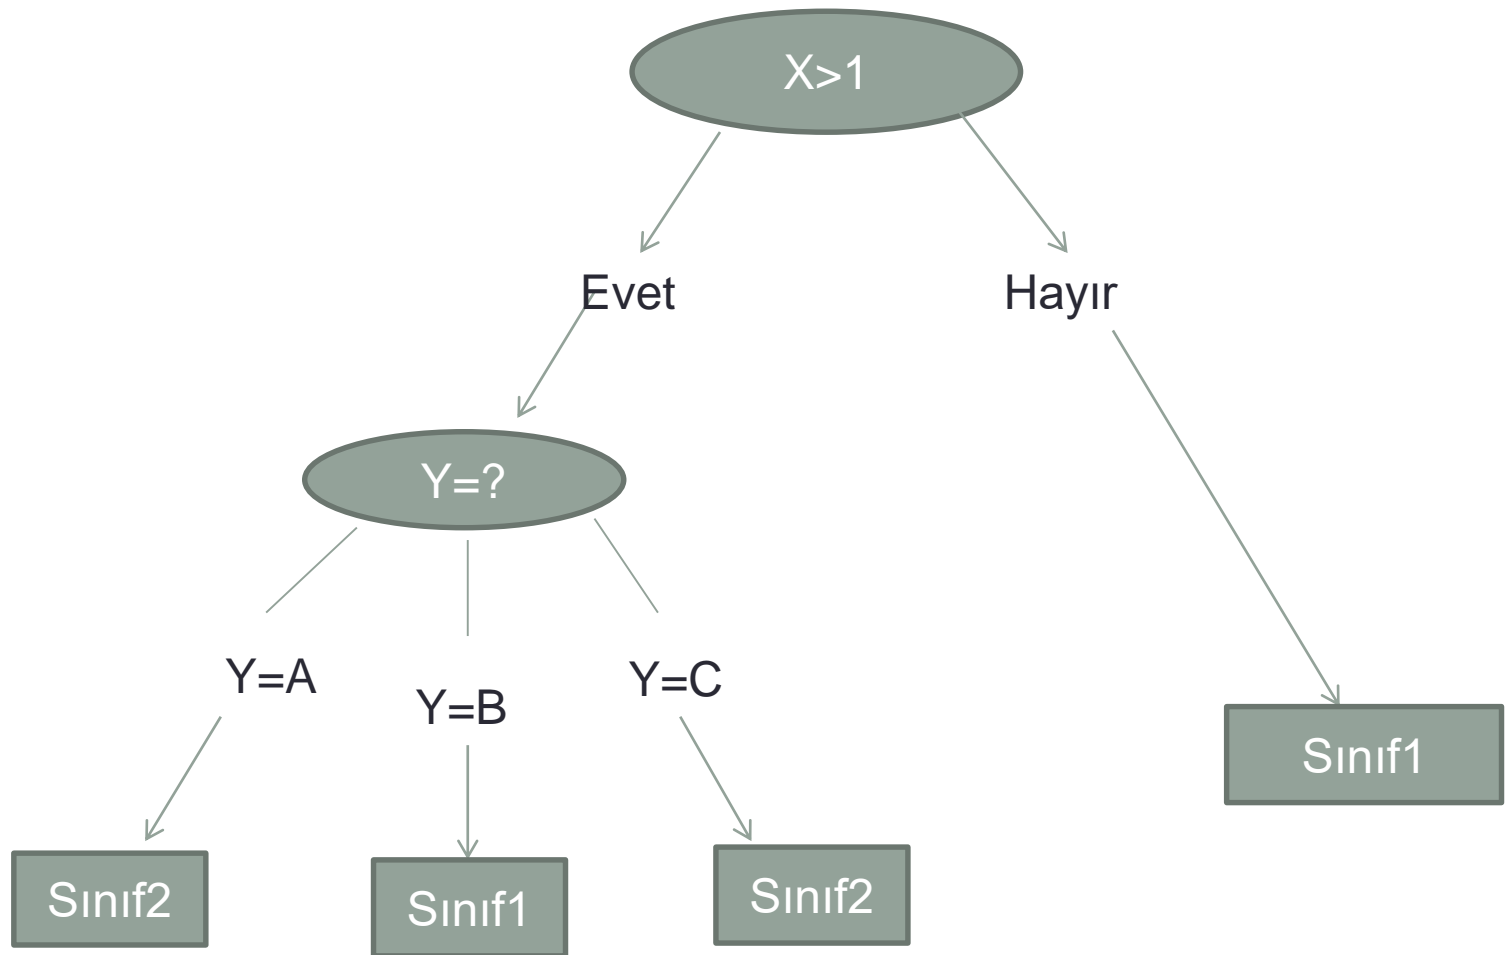 X>1
Evet
Hayır
Y=?
Y=A
Y=B
Y=C
Sınıf1
Sınıf2
Sınıf1
Sınıf2